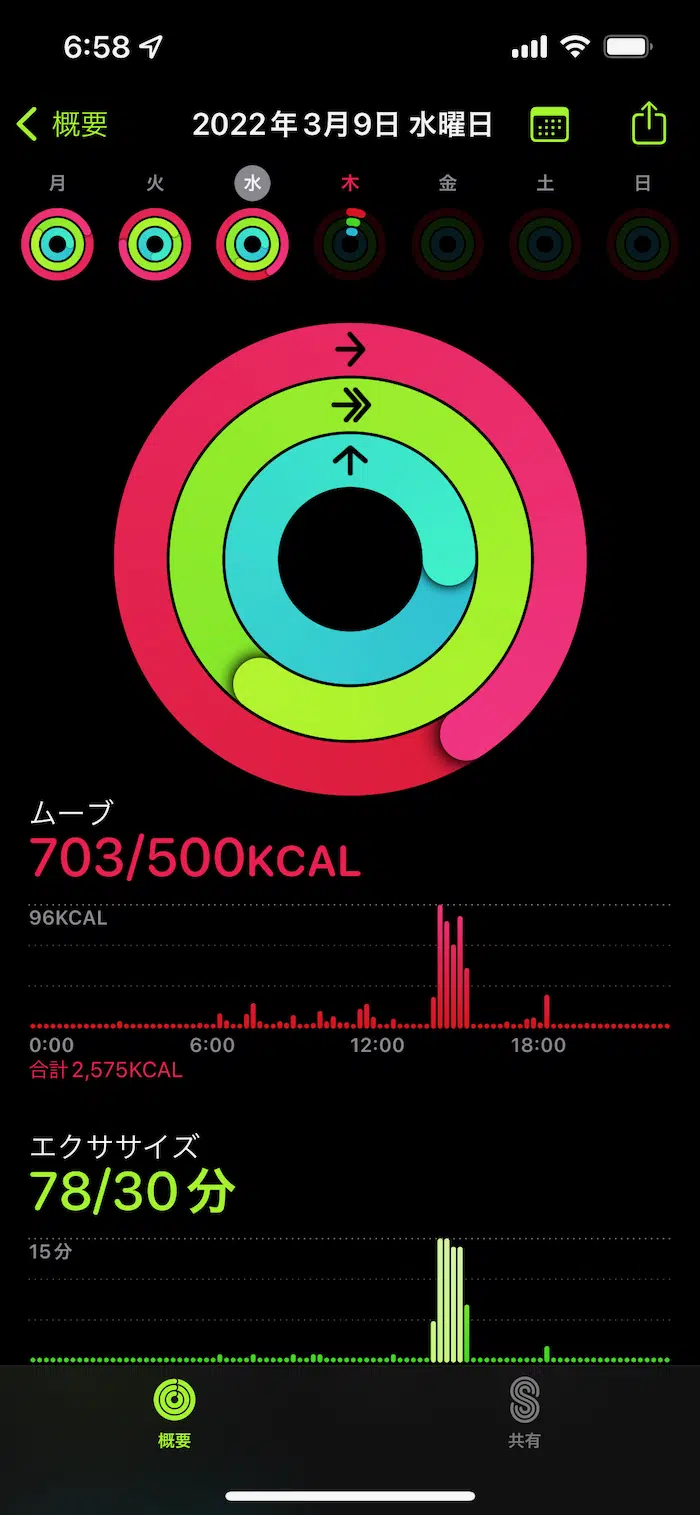 6:58
概要 2022年3月9日 水曜日
月 火 水 木 金 土 日
ムーブ
703/500KCAL
96KCAL
0:00 6:00 12:00 18:00
合計2,575KCAL
エクササイズ
78/30分
15分
概要 共有